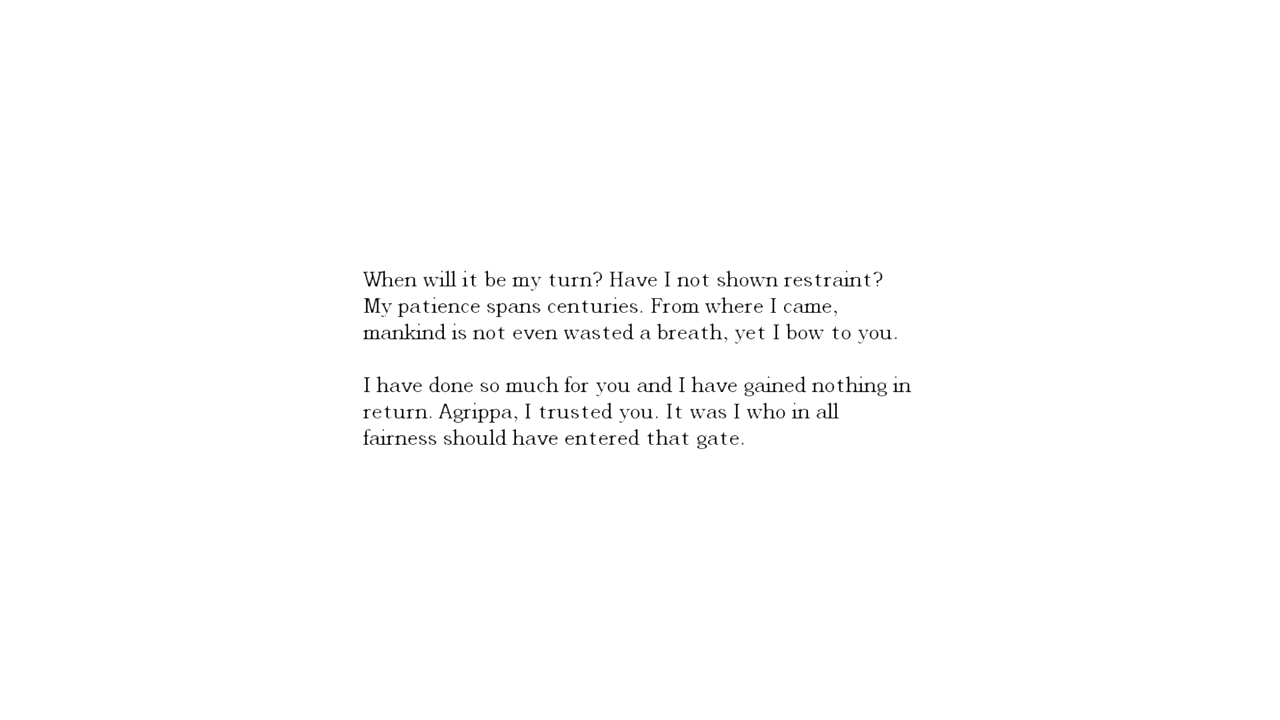 When will it be my turn? Have I not shown restraint?
My patience spans centuries. From where I came,
mankind is not even wasted a breath, yet I bow to you.
I have done so much for you and I have gained nothing in
return. Agrippa, I trusted you. It was I who in all
fairness should have entered that gate.